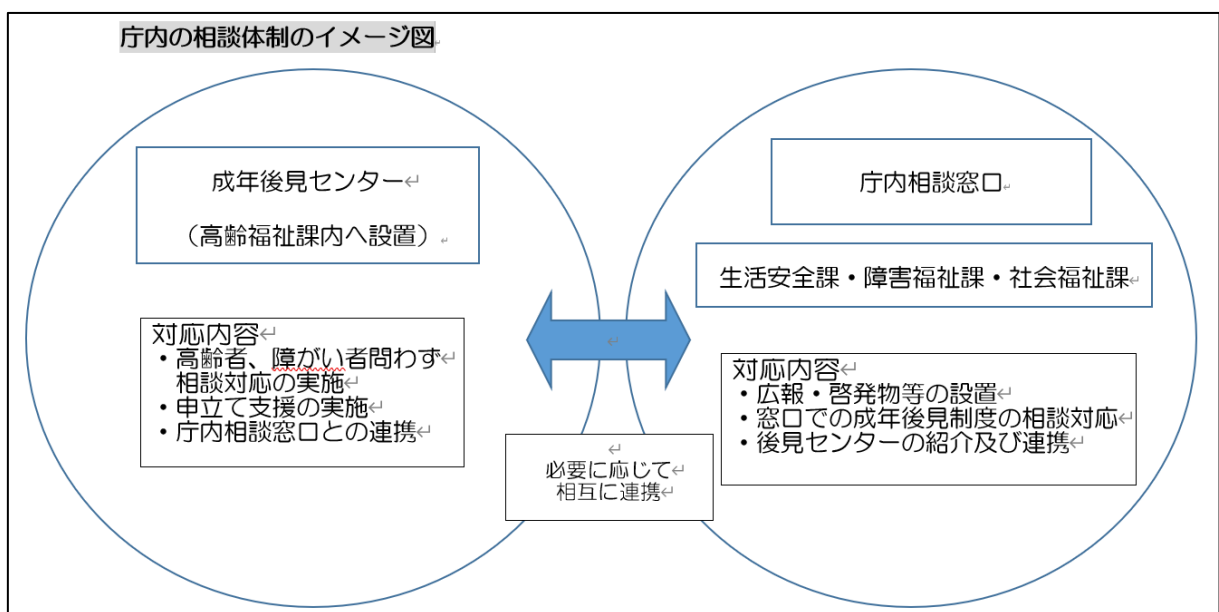 庁内の相談体制のイメージ図
成年後見センター
（高齢福祉課内へ設置）
対応内容
・高齢者、障がい者問わず
相談対応の実施
・申立て支援の実施
・庁内相談窓口との連携
必要に応じて
相互に連携
庁内相談窓口
生活安全課・障害福祉課・社会福祉課
対応内容
・広報・啓発物等の設置
・窓口での成年後見制度の相談対応
・後見センターの紹介及び連携